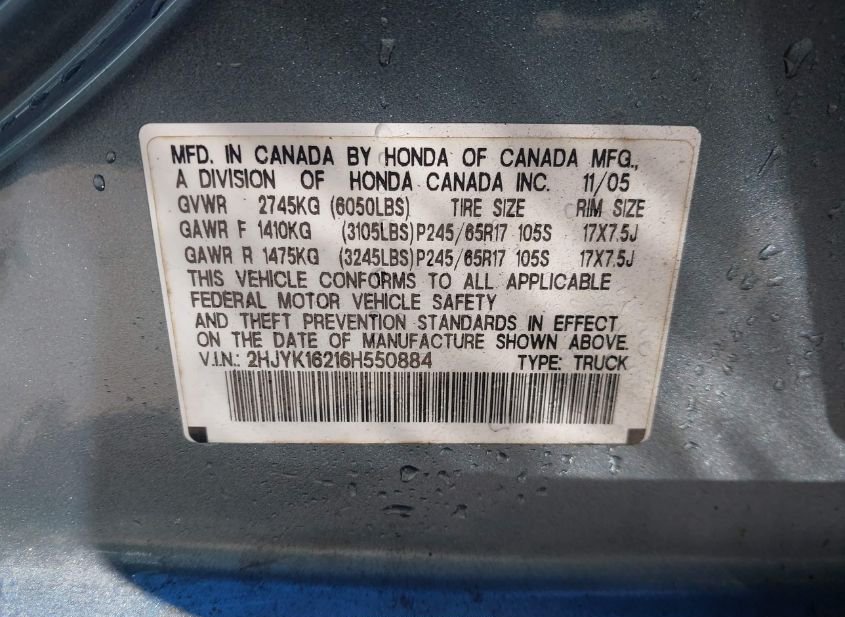 MFD. IN CANADA BY HONDA OF CANADA MFG.,
A DIVISION OF HONDA CANADA INC. 11/05
GVWR 2745KG (6050LBS) TIRE SIZE RIM SIZE
GAWR F 1410KG (3105LBS) P245/65R17 105S 17X7.5J
GAWR R 1475KG (3245LBS) P245/65R17 105S 17X7.5J
THIS VEHICLE CONFORMS TO ALL APPLICABLE
FEDERAL MOTOR VEHICLE SAFETY
AND THEFT PREVENTION STANDARDS IN EFFECT
ON THE DATE OF MANUFACTURE SHOWN ABOVE.
V.I.N.: 2HJYK16216H550884 TYPE: TRUCK